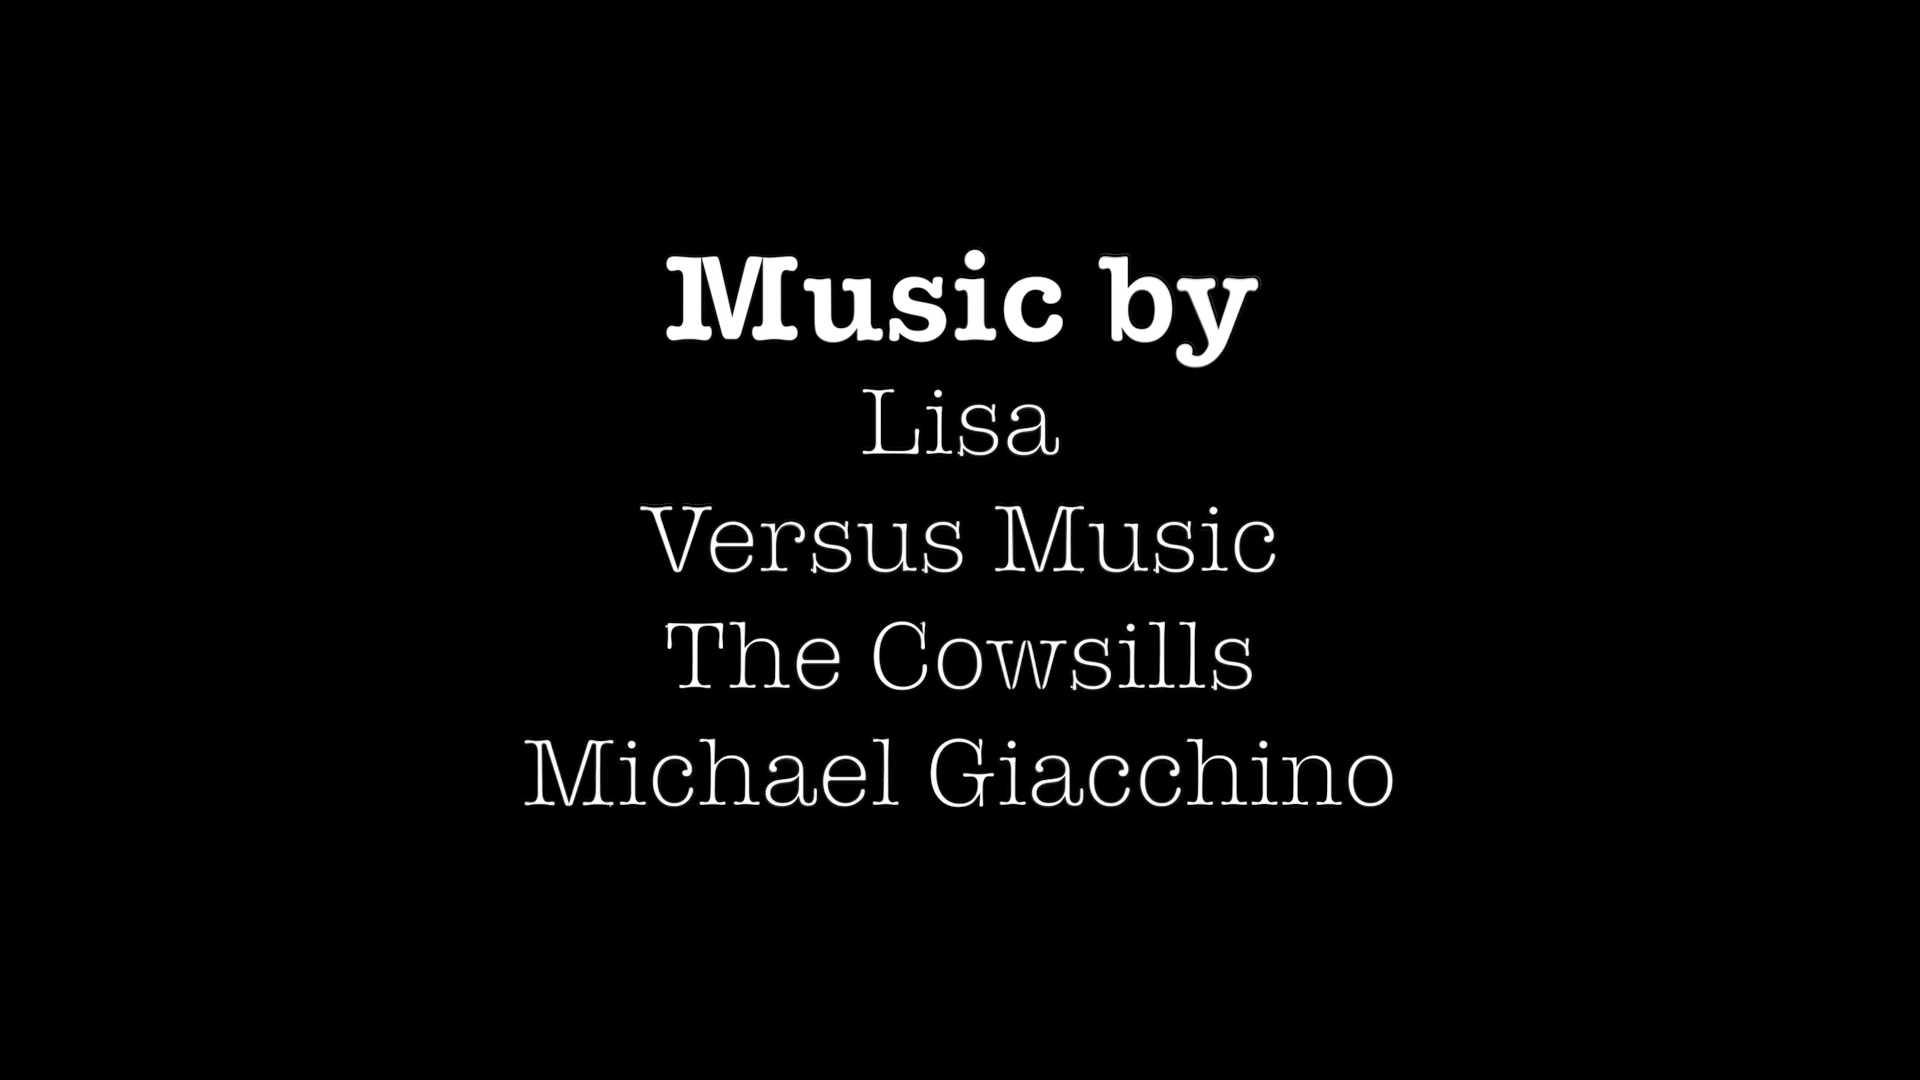 Music by
Lisa
Versus Music
The Cowsills
Michael Giacchino